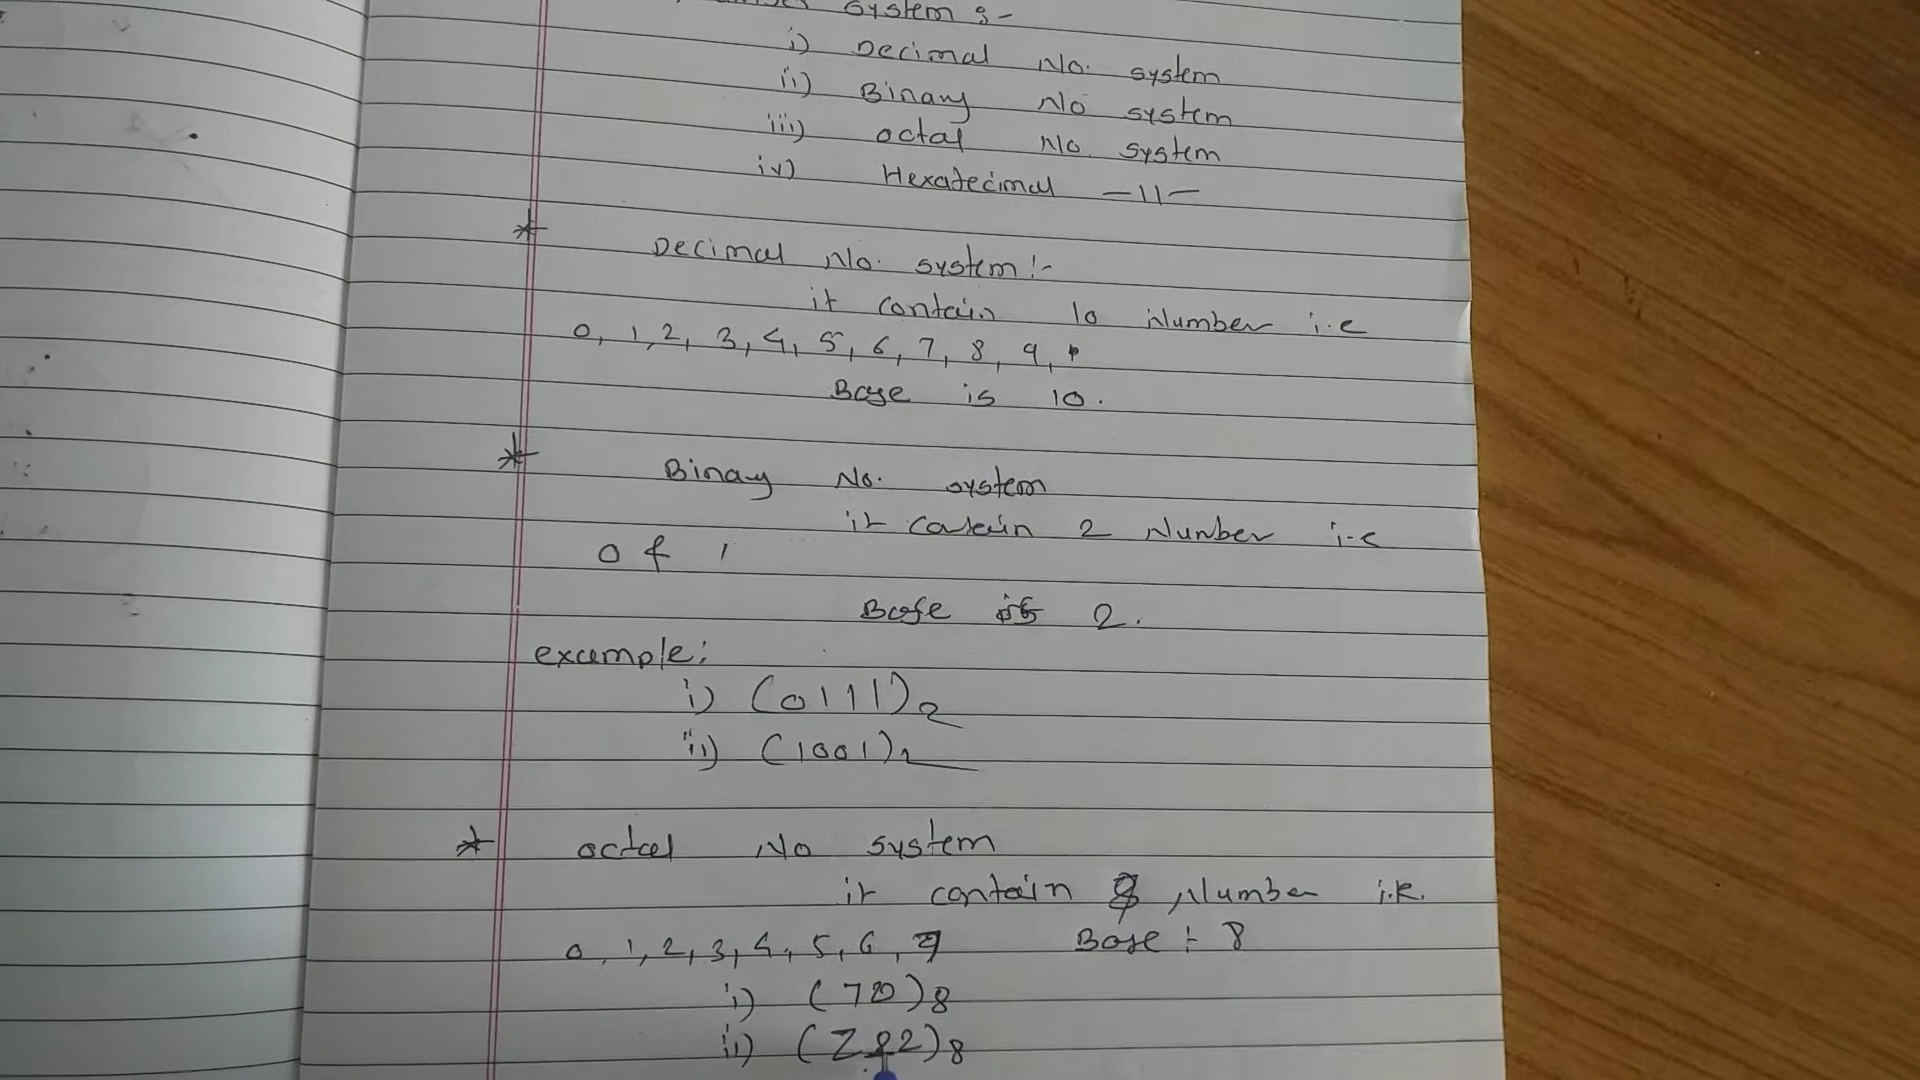 system :-
i) Decimal No. system
ii) Binary No system
iii) octal No. system
iv) Hexadecimal —11—
* Decimal No. system :-
it contain 10 Number i.e
0, 1, 2, 3, 4, 5, 6, 7, 8, 9,
Base is 10.
* Binary No. system
it contain 2 Number i.e
0 & 1
Base is 2.
example:
i) (0111)2
ii) (1001)2
* octal No system
it contain 8 Number i.e.
0, 1, 2, 3, 4, 5, 6, 7 Base :- 8
i) (70)8
ii)